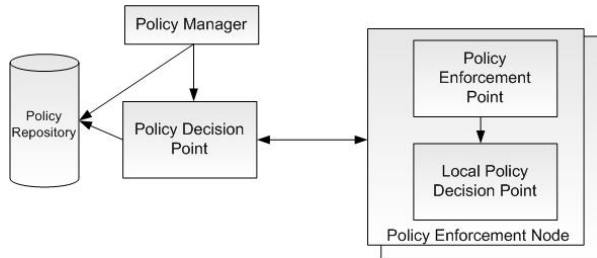 Policy Manager
Policy
Repository
Policy Decision
Point
Policy
Enforcement
Point
Local Policy
Decision Point
Policy Enforcement Node